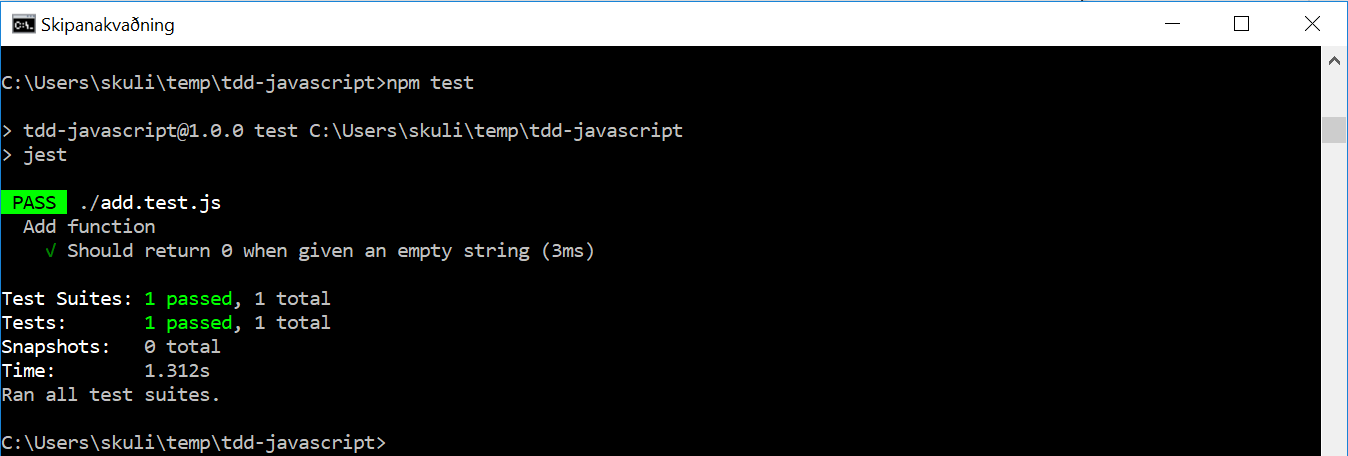 Skipanakvaðning
C:\Users\skuli\temp\tdd-javascript>npm test
> tdd-javascript@1.0.0 test C:\Users\skuli\temp\tdd-javascript
> jest
PASS ./add.test.js
Add function
√ Should return 0 when given an empty string (3ms)
Test Suites: 1 passed, 1 total
Tests: 1 passed, 1 total
Snapshots: 0 total
Time: 1.312s
Ran all test suites.
C:\Users\skuli\temp\tdd-javascript>